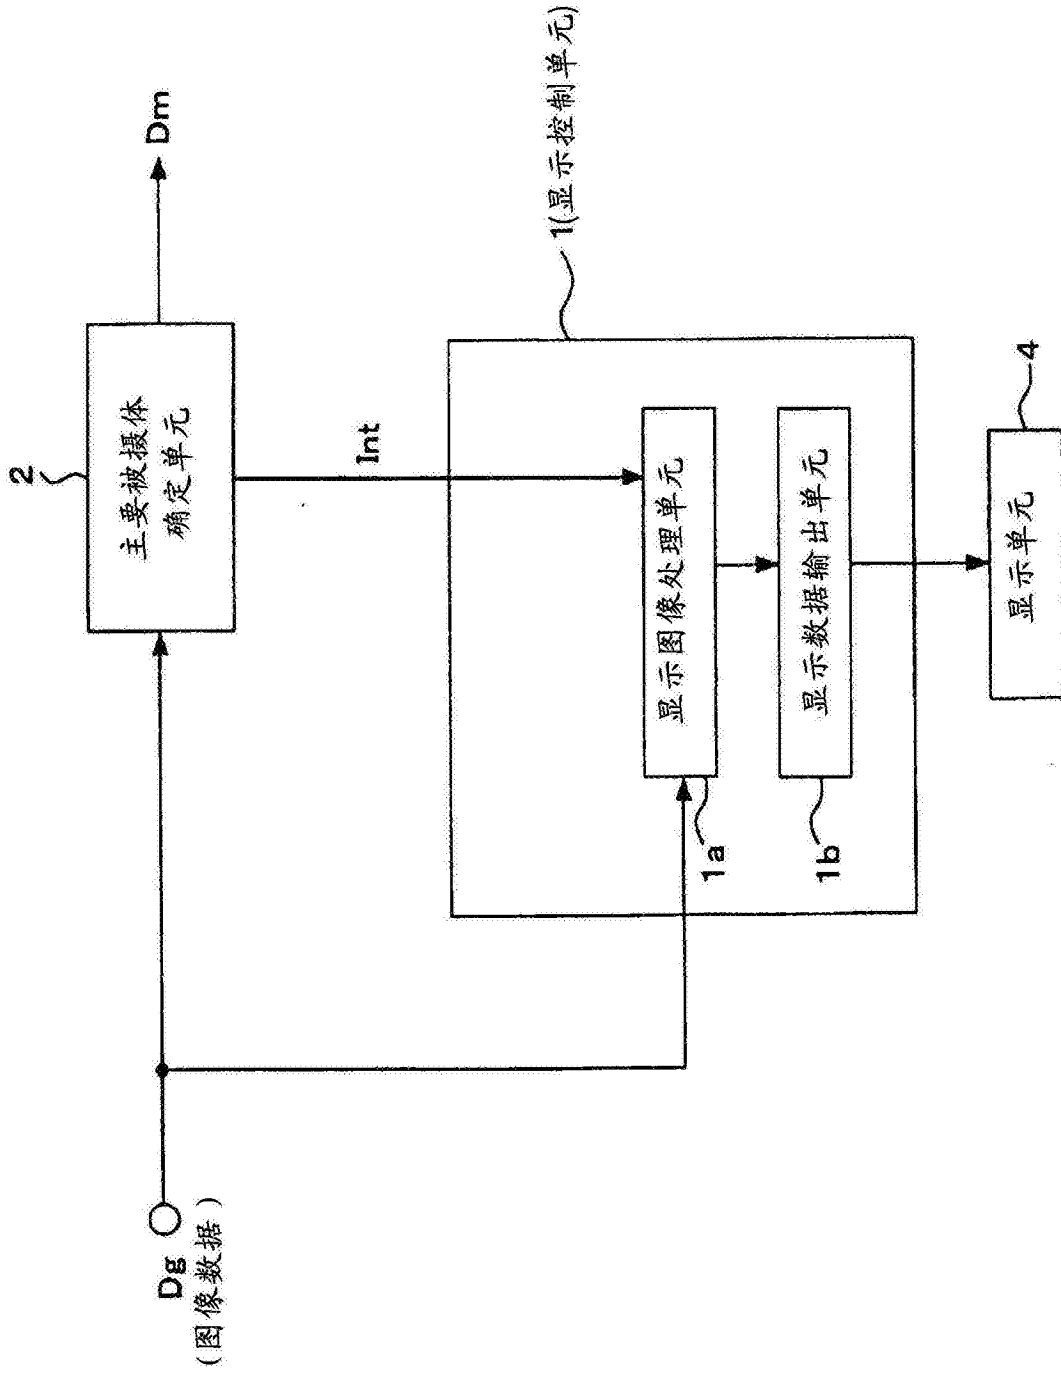 Dg
(图像数据)
2
主要被摄体
确定单元
Dm
Int
1(显示控制单元)
显示图像处理单元
1a
显示数据输出单元
1b
显示单元
4